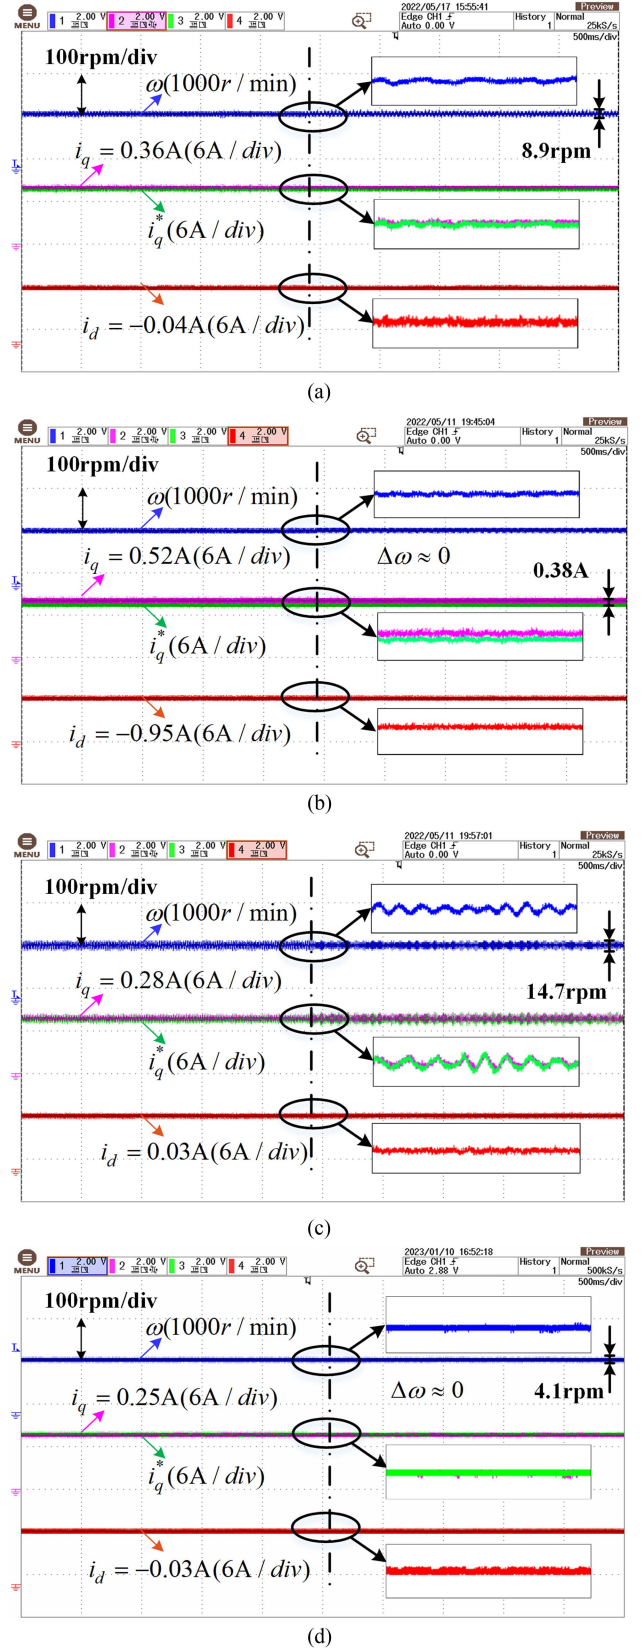 MENU
1 2.00 V 2 2.00 V 3 2.00 V 4 2.00 V
2022/05/17 15:55:41
Preview
Edge CH1
Auto 0.00 V
History
1
Normal
25kS/s
500ms/div
100rpm/div
ω(1000r / min)
8.9rpm
i_q = 0.36A(6A / div)
i_q^*(6A / div)
i_d = −0.04A(6A / div)
(a)
MENU
1 2.00 V 2 2.00 V 3 2.00 V 4 2.00 V
2022/05/11 19:45:04
Preview
Edge CH1
Auto 0.00 V
History
1
Normal
25kS/s
500ms/div
100rpm/div
ω(1000r / min)
i_q = 0.52A(6A / div)
Δω ≈ 0
0.38A
i_q^*(6A / div)
i_d = −0.95A(6A / div)
(b)
MENU
1 2.00 V 2 2.00 V 3 2.00 V 4 2.00 V
2022/05/11 19:57:01
Preview
Edge CH1
Auto 0.00 V
History
1
Normal
25kS/s
500ms/div
100rpm/div
ω(1000r / min)
i_q = 0.28A(6A / div)
14.7rpm
i_q^*(6A / div)
i_d = 0.03A(6A / div)
(c)
MENU
1 2.00 V 2 2.00 V 3 2.00 V 4 2.00 V
2023/01/10 16:52:18
Preview
Edge CH1
Auto 2.88 V
History
1
Normal
500kS/s
500ms/div
100rpm/div
ω(1000r / min)
i_q = 0.25A(6A / div)
Δω ≈ 0
4.1rpm
i_q^*(6A / div)
i_d = −0.03A(6A / div)
(d)